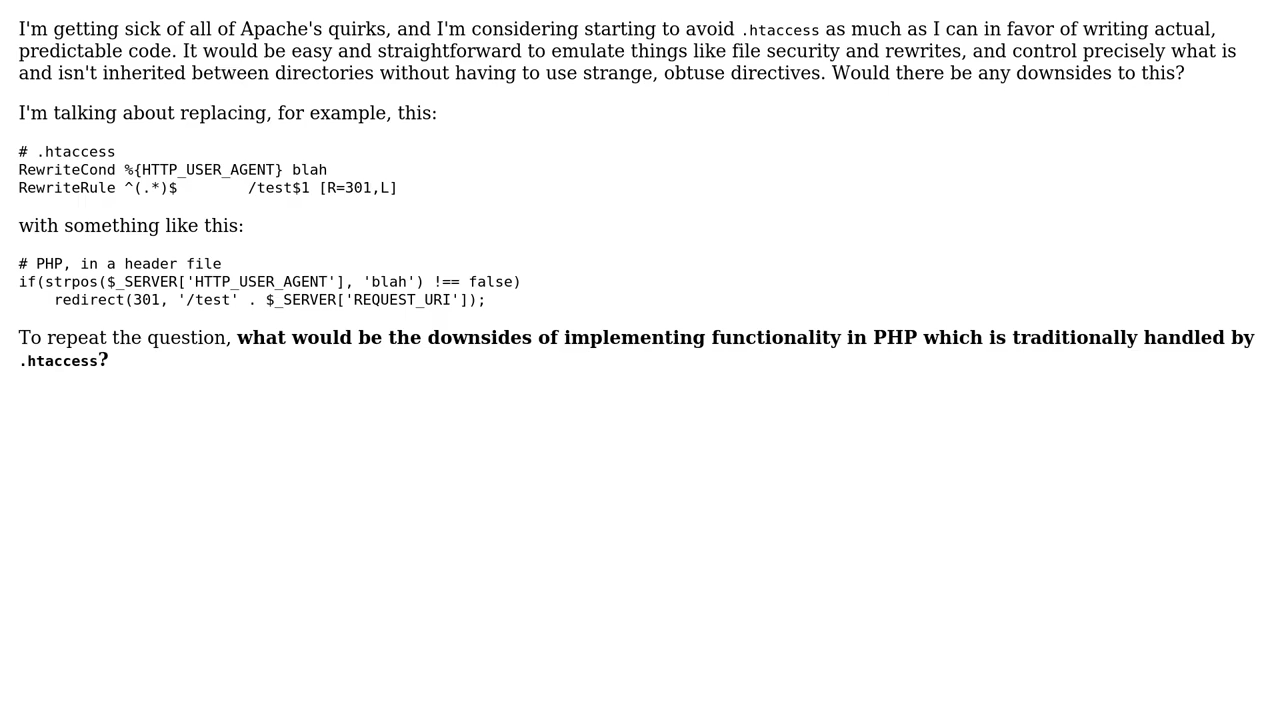 I'm getting sick of all of Apache's quirks, and I'm considering starting to avoid .htaccess as much as I can in favor of writing actual,
predictable code. It would be easy and straightforward to emulate things like file security and rewrites, and control precisely what is
and isn't inherited between directories without having to use strange, obtuse directives. Would there be any downsides to this?
I'm talking about replacing, for example, this:
# .htaccess
RewriteCond %{HTTP_USER_AGENT} blah
RewriteRule ^(.*)$        /test$1 [R=301,L]
with something like this:
# PHP, in a header file
if(strpos($_SERVER['HTTP_USER_AGENT'], 'blah') !== false)
    redirect(301, '/test' . $_SERVER['REQUEST_URI']);
To repeat the question, what would be the downsides of implementing functionality in PHP which is traditionally handled by
.htaccess?